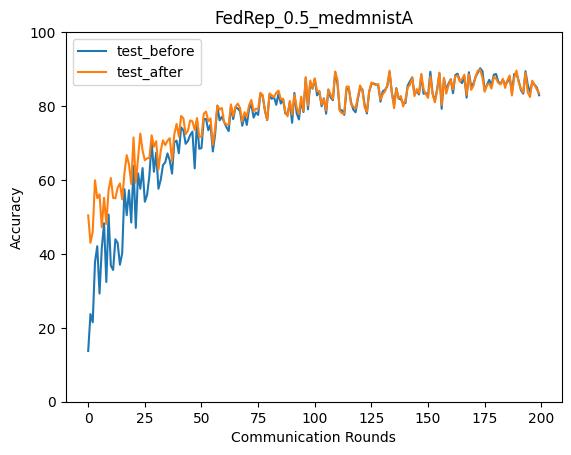 FedRep_0.5_medmnistA
test_before
test_after
Accuracy
100
80
60
40
20
0
0 25 50 75 100 125 150 175 200
Communication Rounds